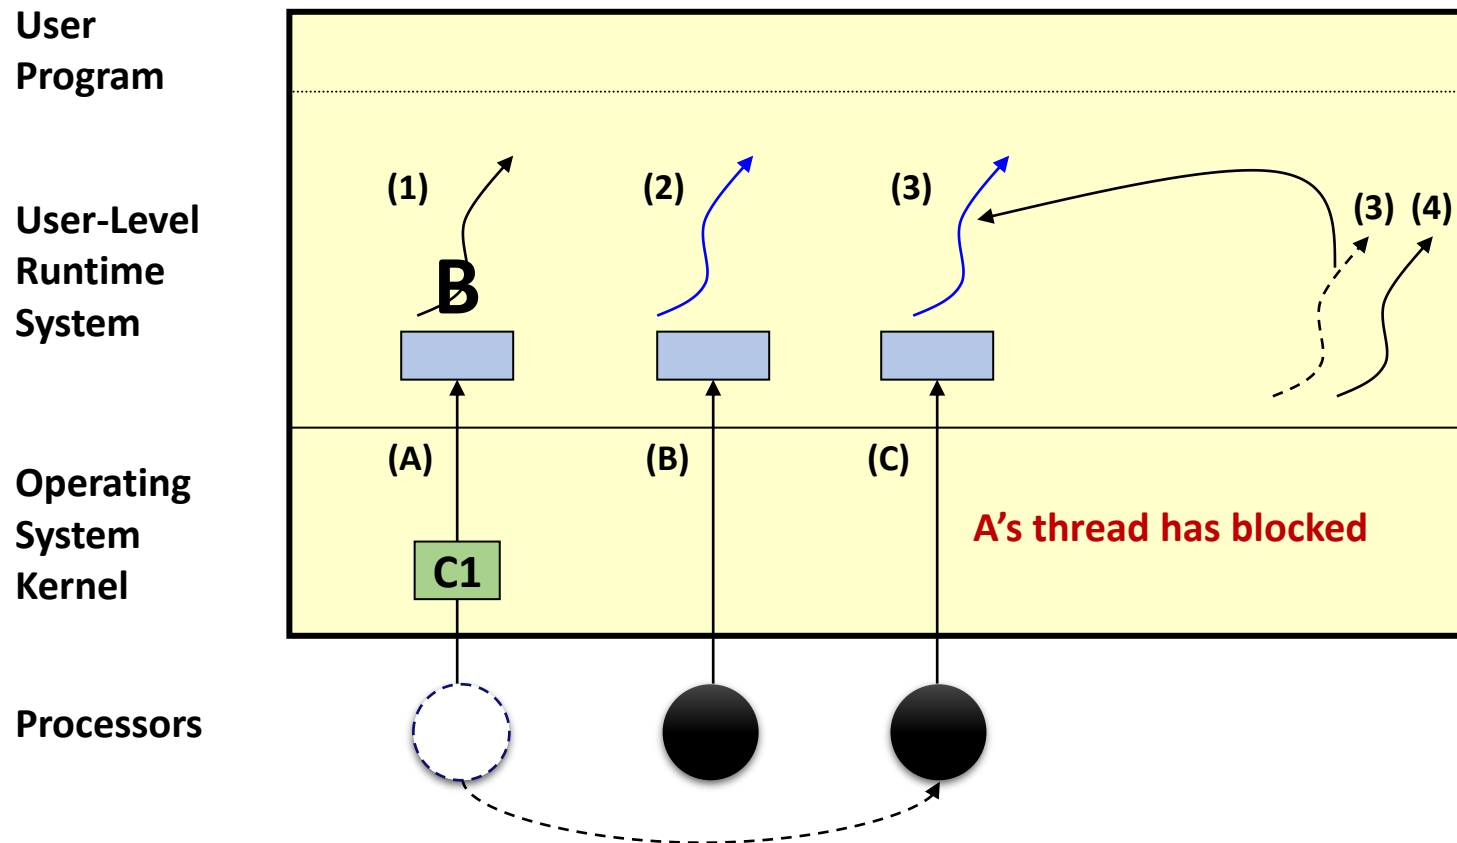 User
Program
(1)
(2)
(3)
(3) (4)
User-Level
Runtime
System
B
(A)
(B)
(C)
Operating
System
Kernel
A’s thread has blocked
C1
Processors